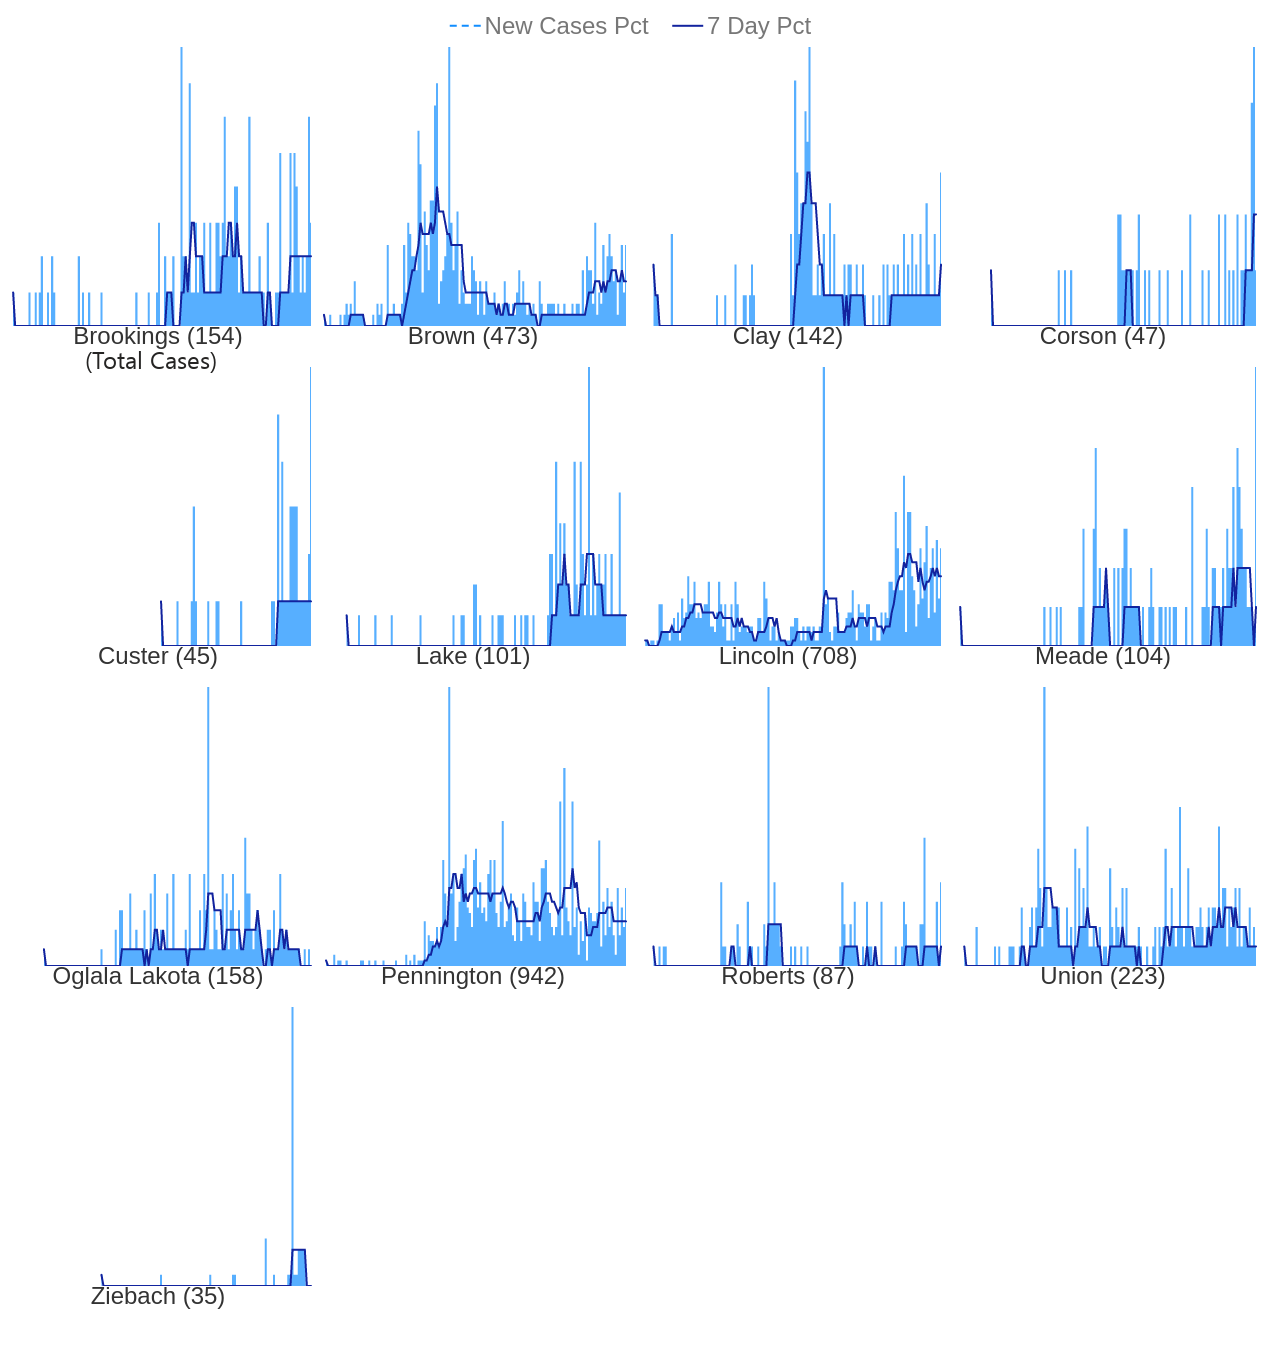 New Cases Pct 7 Day Pct
Brookings (154) Brown (473) Clay (142) Corson (47)
(Total Cases)
Custer (45) Lake (101) Lincoln (708) Meade (104)
Oglala Lakota (158) Pennington (942) Roberts (87) Union (223)
Ziebach (35)